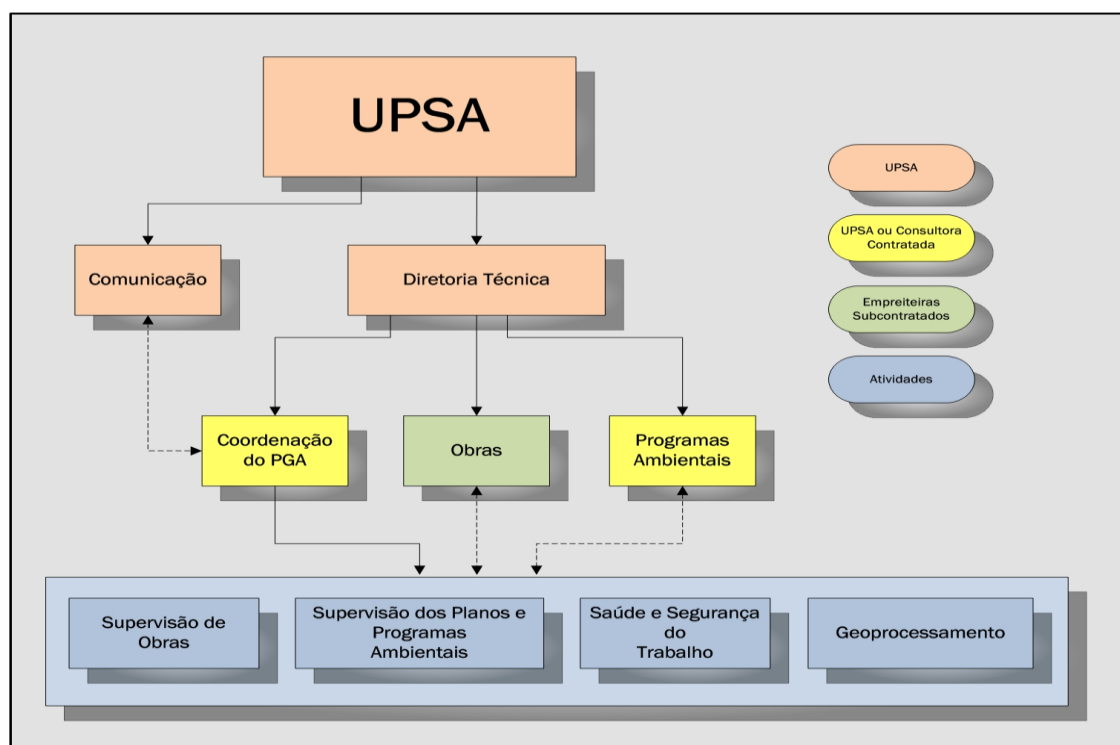 UPSA
UPSA
UPSA ou Consultora
Contratada
Empreiteiras
Subcontratados
Atividades
Comunicação
Diretoria Técnica
Coordenação
do PGA
Obras
Programas
Ambientais
Supervisão de
Obras
Supervisão dos Planos e
Programas
Ambientais
Saúde e Segurança
do
Trabalho
Geoprocessamento